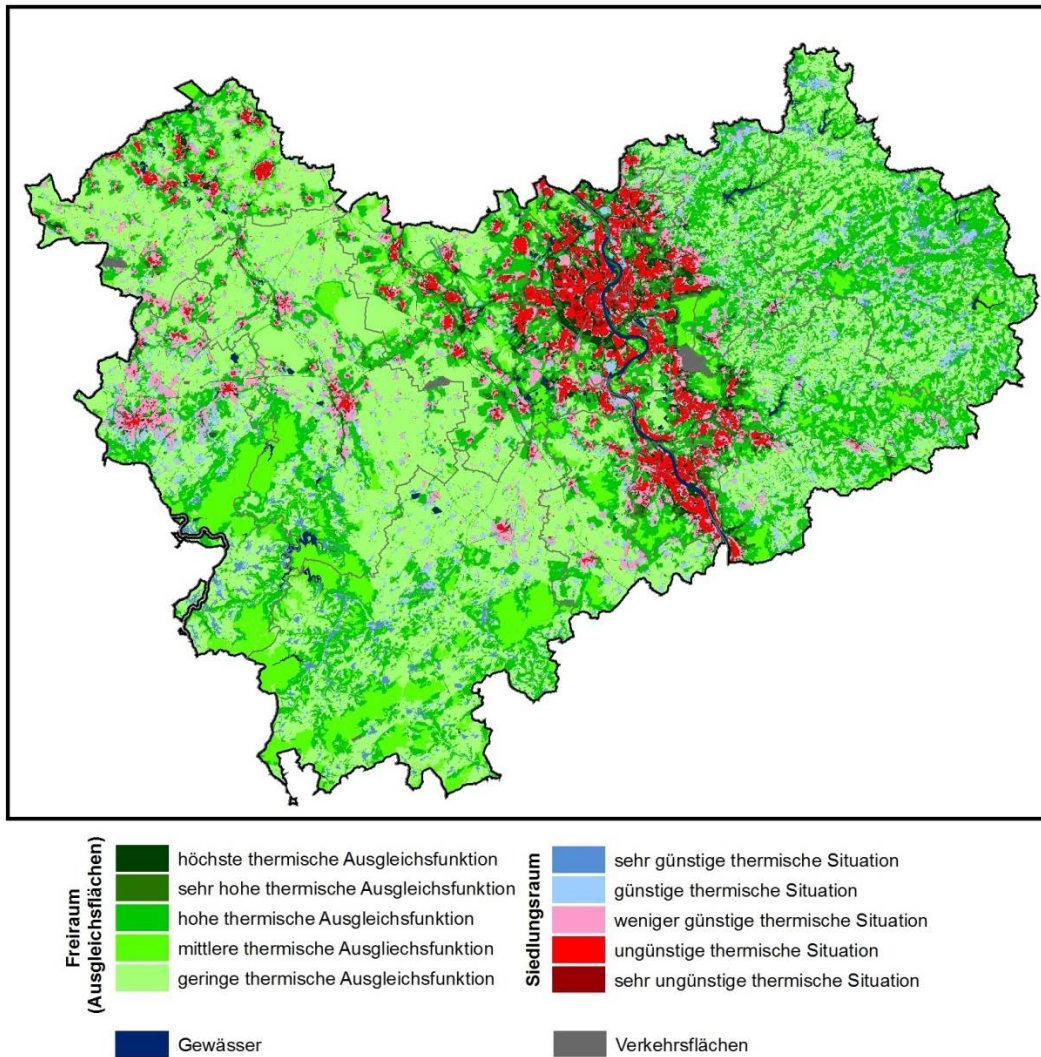 Freiraum
(Ausgleichsflächen)
höchste thermische Ausgleichsfunktion
sehr hohe thermische Ausgleichsfunktion
hohe thermische Ausgleichsfunktion
mittlere thermische Ausgliechsfunktion
geringe thermische Ausgleichsfunktion
Gewässer
Siedlungsraum
sehr günstige thermische Situation
günstige thermische Situation
weniger günstige thermische Situation
ungünstige thermische Situation
sehr ungünstige thermische Situation
Verkehrsflächen